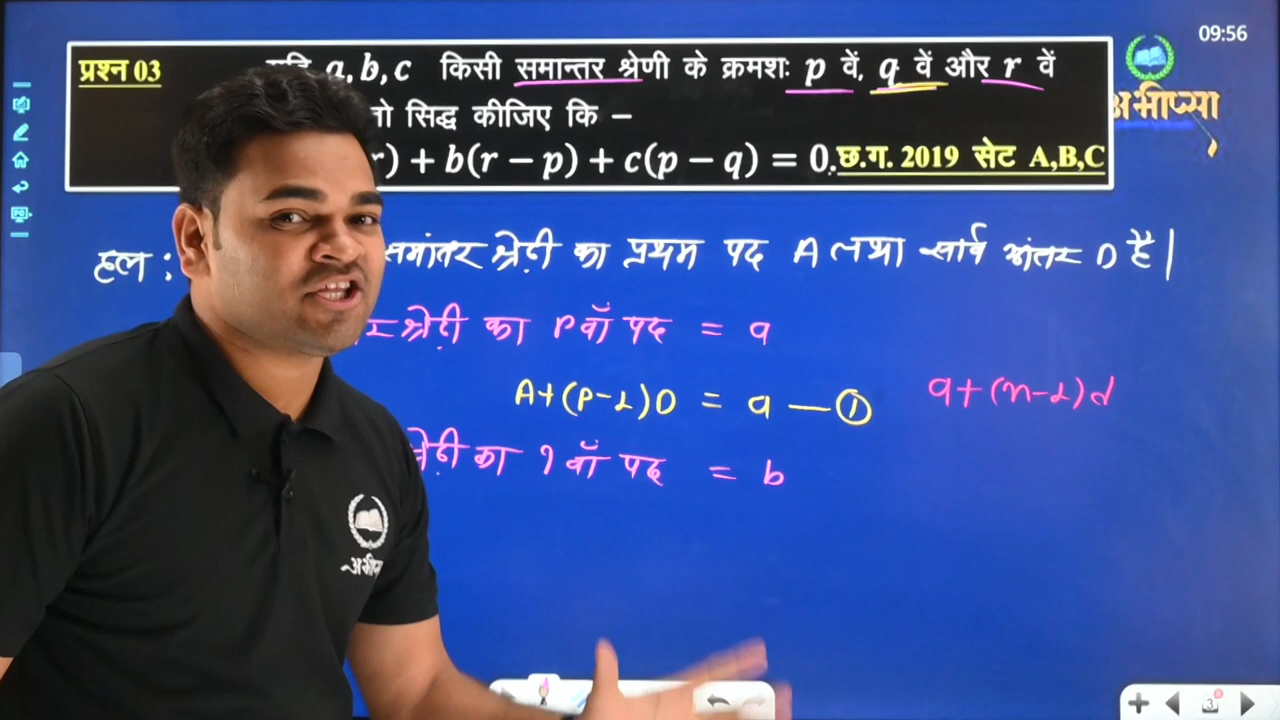 09:56
प्रश्न 03 a, b, c किसी समान्तर श्रेणी के क्रमशः p वें, q वें और r वें
तो सिद्ध कीजिए कि –
r) + b(r − p) + c(p − q) = 0. छ.ग. 2019 सेट A,B,C
अभीप्सा
हल : समांतर श्रेढ़ी का प्रथम पद A तथा सार्व अंतर D है|
श्रेढ़ी का p वाँ पद = a
A+(p-1)D = a — ①
a+(n-1)d
श्रेढ़ी का q वाँ पद = b